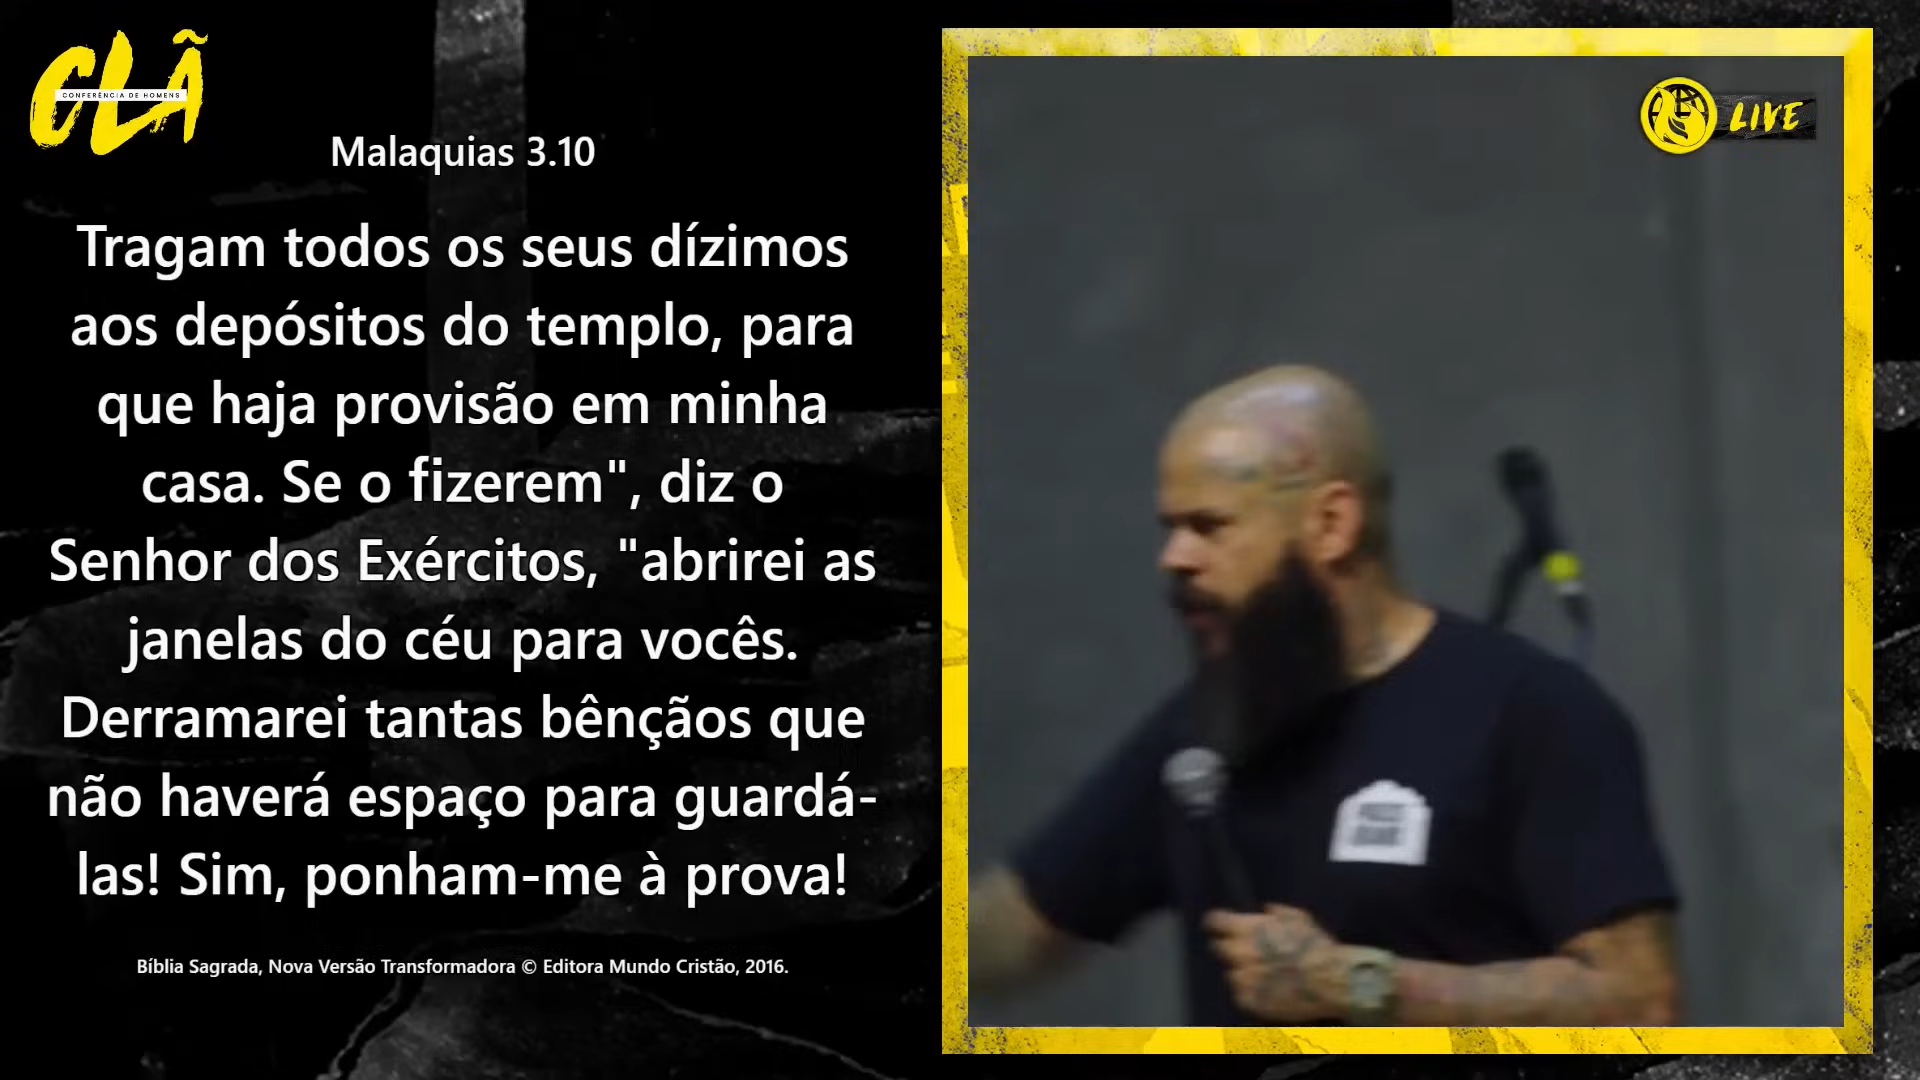 CLÃ
CONFERÊNCIA DE HOMENS
Malaquias 3.10
Tragam todos os seus dízimos
aos depósitos do templo, para
que haja provisão em minha
casa. Se o fizerem", diz o
Senhor dos Exércitos, "abrirei as
janelas do céu para vocês.
Derramarei tantas bênçãos que
não haverá espaço para guardá-
las! Sim, ponham-me à prova!
Bíblia Sagrada, Nova Versão Transformadora © Editora Mundo Cristão, 2016.
LIVE